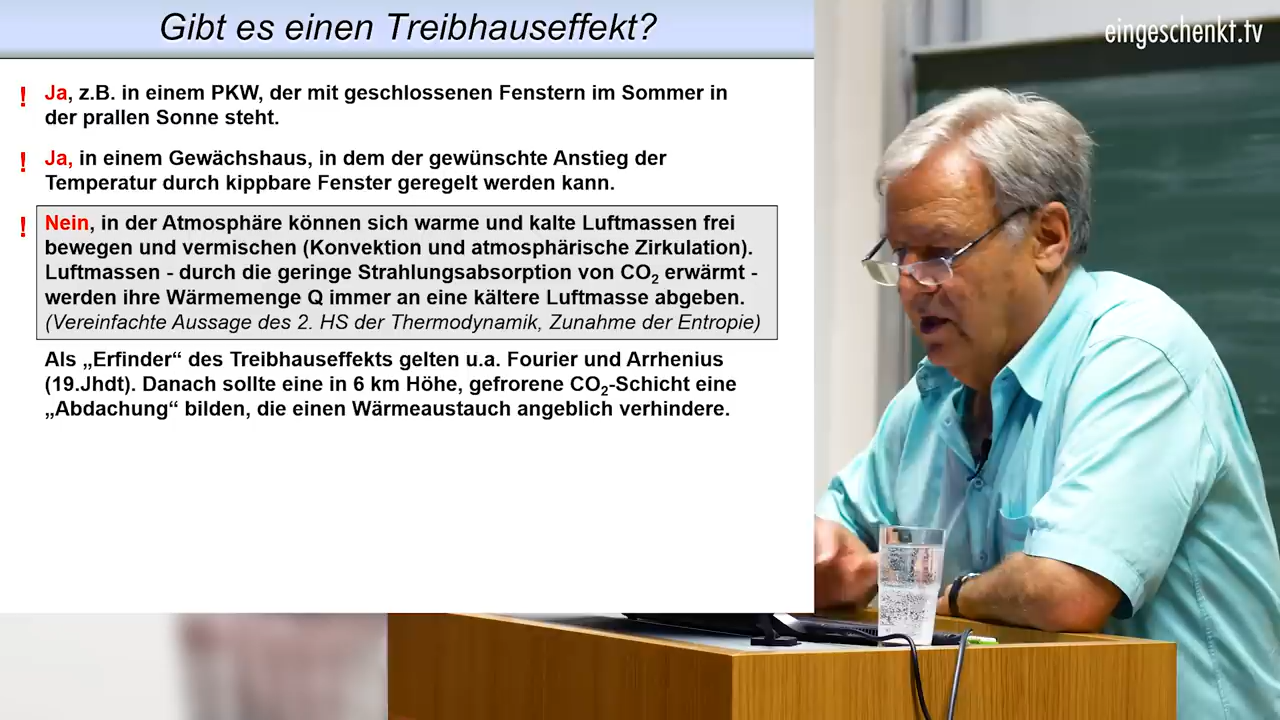 Gibt es einen Treibhauseffekt?
eingeschenkt.tv
! Ja, z.B. in einem PKW, der mit geschlossenen Fenstern im Sommer in
der prallen Sonne steht.
! Ja, in einem Gewächshaus, in dem der gewünschte Anstieg der
Temperatur durch kippbare Fenster geregelt werden kann.
! Nein, in der Atmosphäre können sich warme und kalte Luftmassen frei
bewegen und vermischen (Konvektion und atmosphärische Zirkulation).
Luftmassen - durch die geringe Strahlungsabsorption von CO₂ erwärmt -
werden ihre Wärmemenge Q immer an eine kältere Luftmasse abgeben.
(Vereinfachte Aussage des 2. HS der Thermodynamik, Zunahme der Entropie)
Als „Erfinder“ des Treibhauseffekts gelten u.a. Fourier und Arrhenius
(19.Jhdt). Danach sollte eine in 6 km Höhe, gefrorene CO₂-Schicht eine
„Abdachung“ bilden, die einen Wärmeaustauch angeblich verhindere.